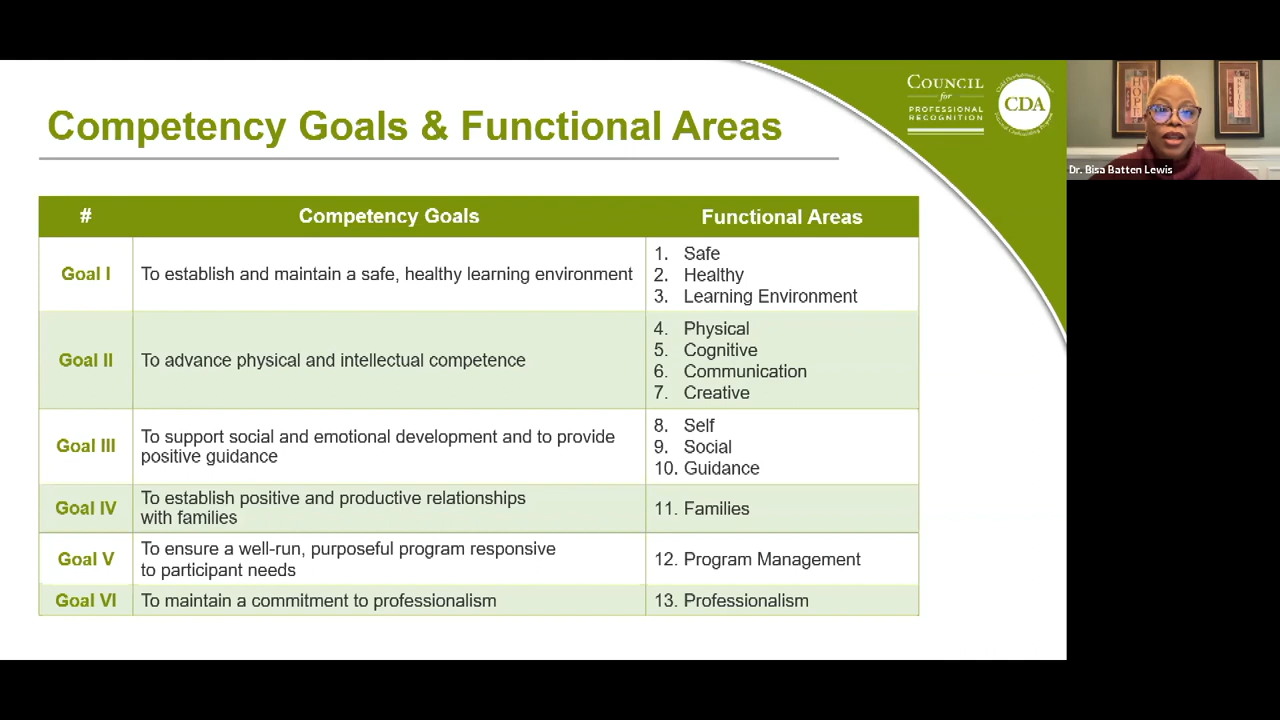 COUNCIL
for
PROFESSIONAL
RECOGNITION
CDA
Competency Goals & Functional Areas
# Competency Goals Functional Areas
Goal I
To establish and maintain a safe, healthy learning environment
1. Safe
2. Healthy
3. Learning Environment
Goal II
To advance physical and intellectual competence
4. Physical
5. Cognitive
6. Communication
7. Creative
Goal III
To support social and emotional development and to provide
positive guidance
8. Self
9. Social
10. Guidance
Goal IV
To establish positive and productive relationships
with families
11. Families
Goal V
To ensure a well-run, purposeful program responsive
to participant needs
12. Program Management
Goal VI
To maintain a commitment to professionalism
13. Professionalism
HOPE
Dr. Bisa Batten Lewis